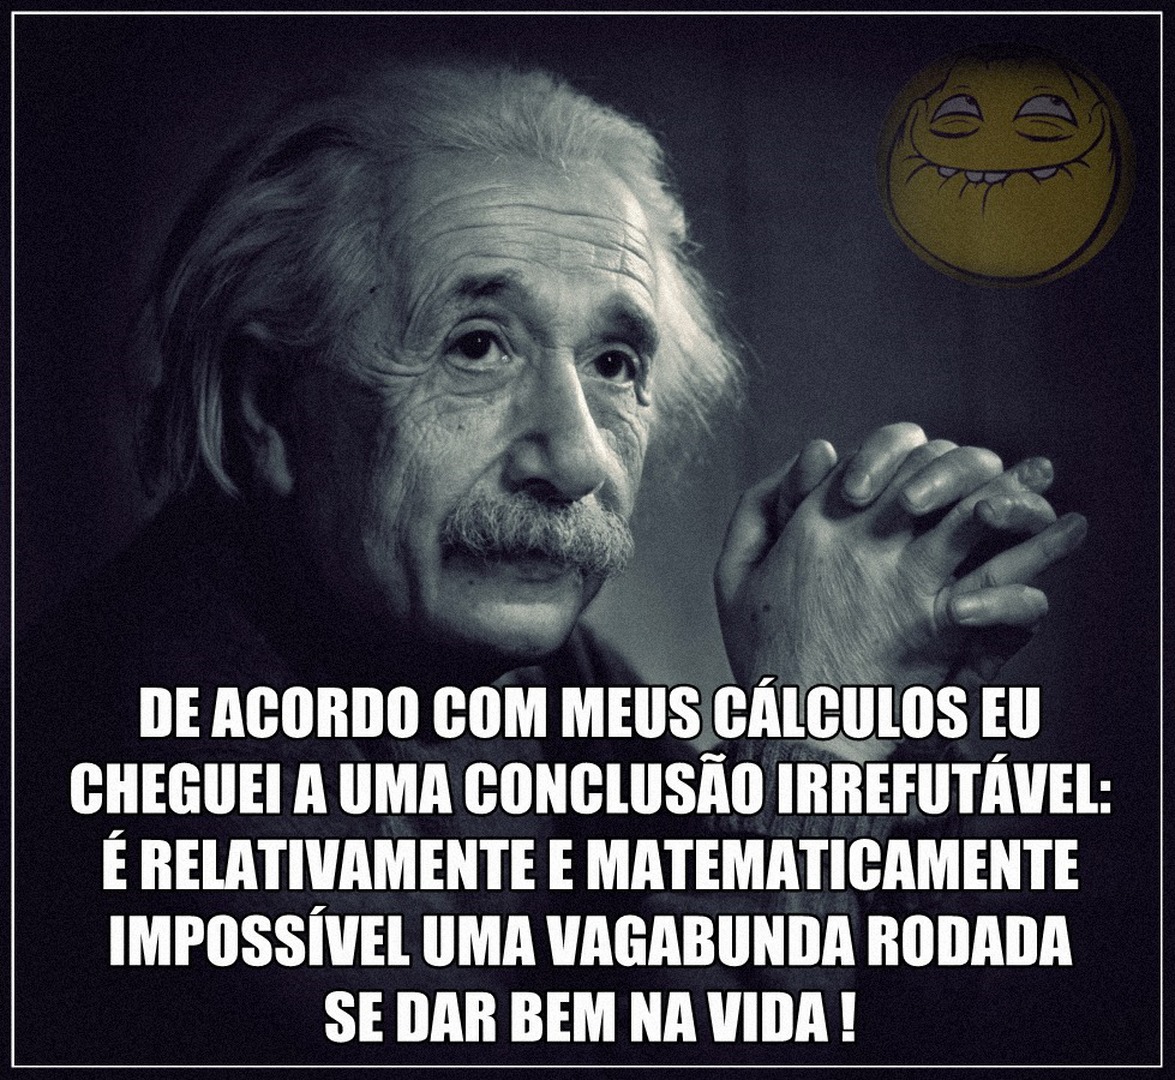 DE ACORDO COM MEUS CÁLCULOS EU
CHEGUEI A UMA CONCLUSÃO IRREFUTÁVEL:
É RELATIVAMENTE E MATEMATICAMENTE
IMPOSSÍVEL UMA VAGABUNDA RODADA
SE DAR BEM NA VIDA !